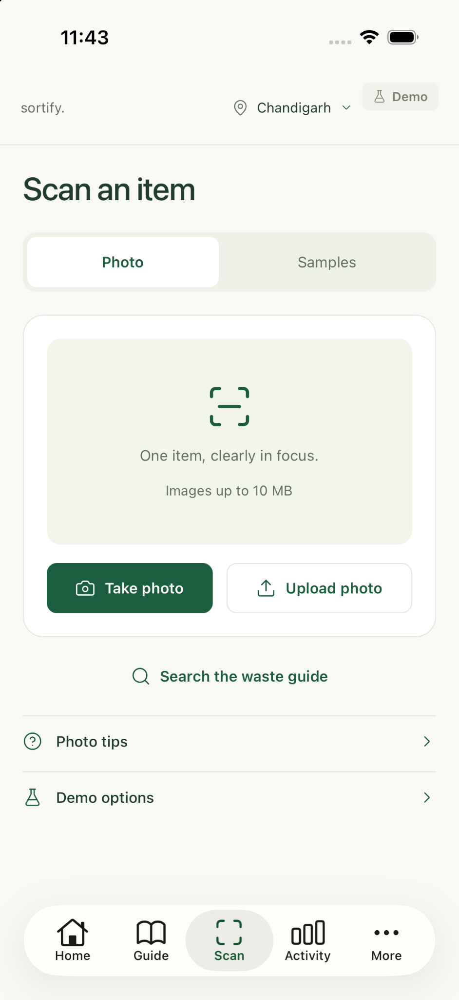 11:43
sortify.
Chandigarh
Demo
Scan an item
Photo
Samples
One item, clearly in focus.
Images up to 10 MB
Take photo
Upload photo
Search the waste guide
Photo tips
Demo options
Home
Guide
Scan
Activity
More